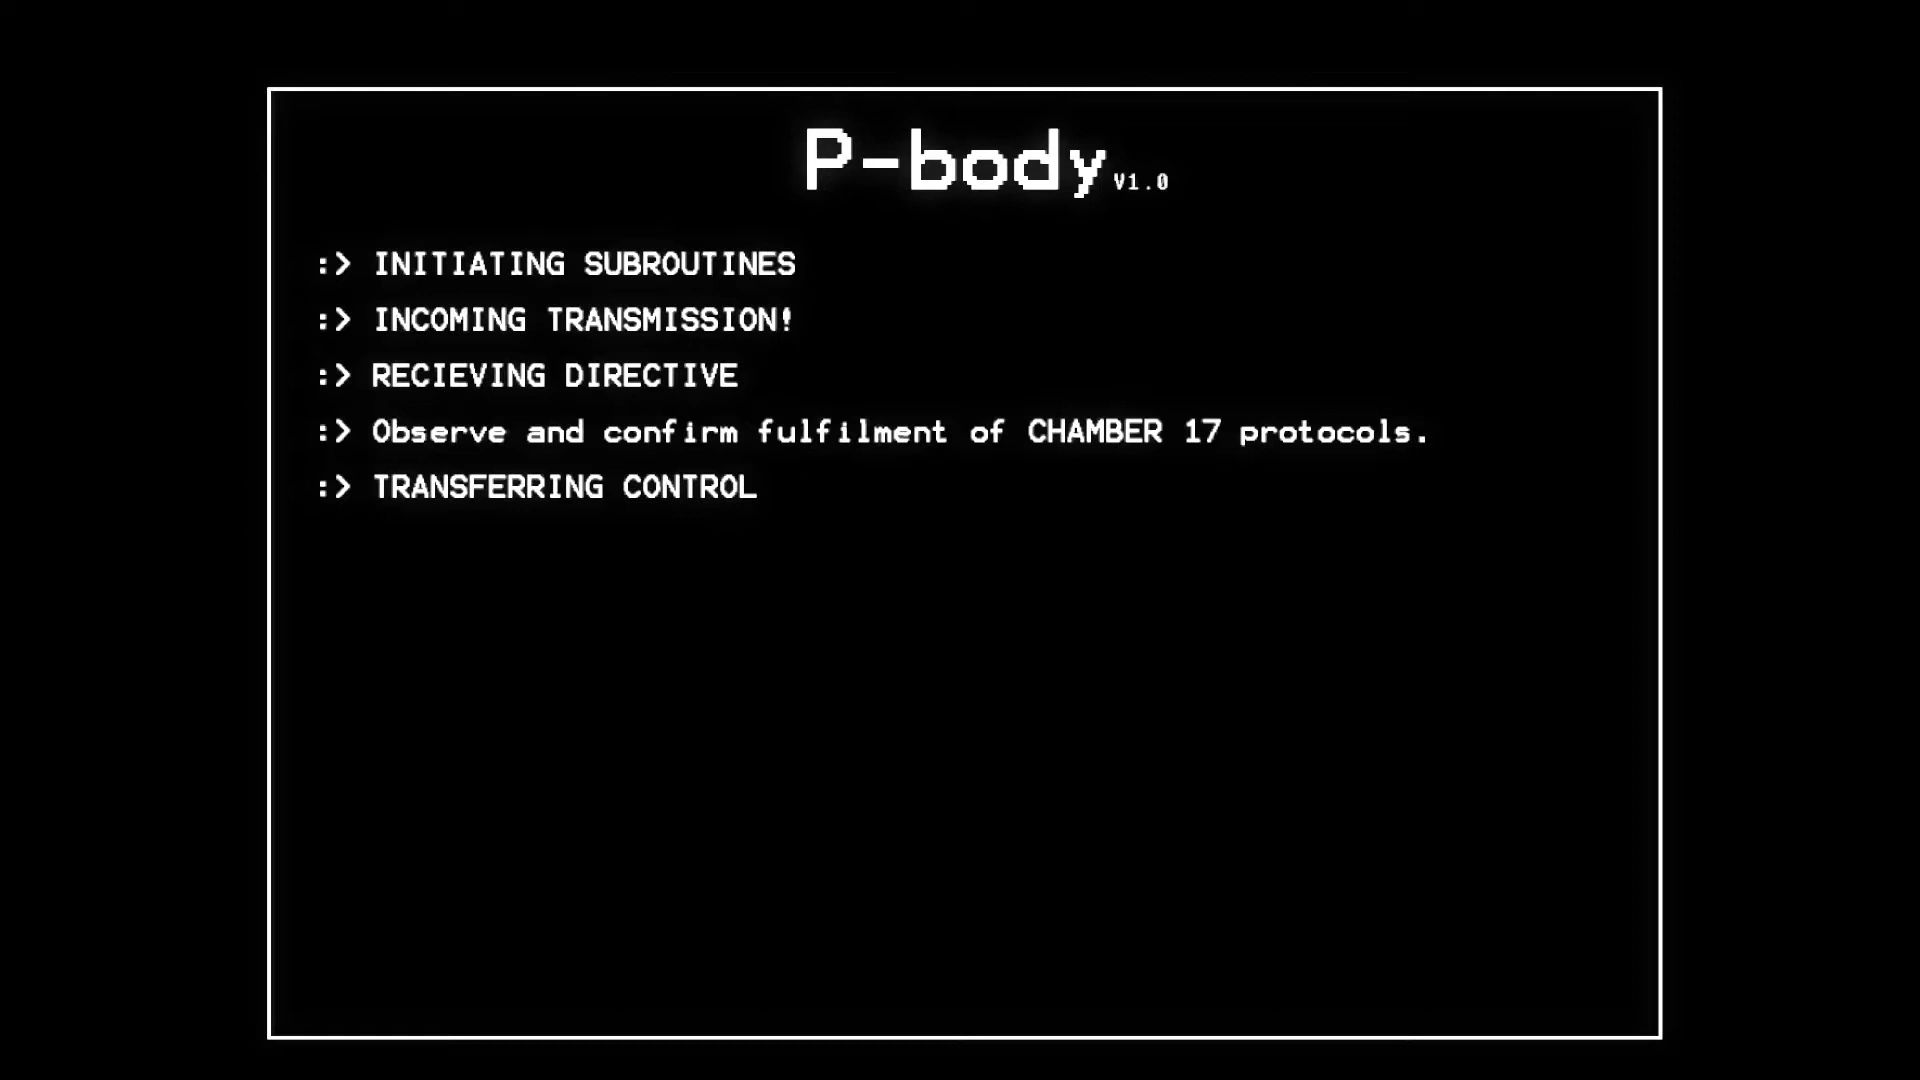 P-body V1.0
:> INITIATING SUBROUTINES
:> INCOMING TRANSMISSION!
:> RECIEVING DIRECTIVE
:> Observe and confirm fulfilment of CHAMBER 17 protocols.
:> TRANSFERRING CONTROL